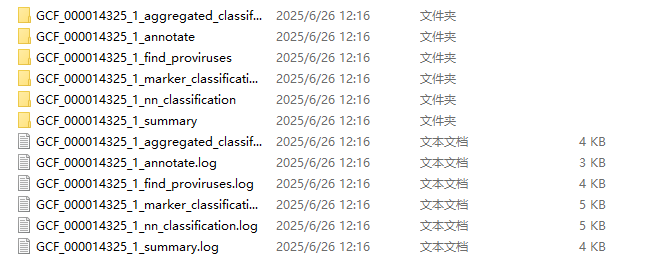 GCF_000014325_1_aggregated_classif... 2025/6/26 12:16 文件夹
GCF_000014325_1_annotate 2025/6/26 12:16 文件夹
GCF_000014325_1_find_proviruses 2025/6/26 12:16 文件夹
GCF_000014325_1_marker_classificati... 2025/6/26 12:16 文件夹
GCF_000014325_1_nn_classification 2025/6/26 12:16 文件夹
GCF_000014325_1_summary 2025/6/26 12:16 文件夹
GCF_000014325_1_aggregated_classif... 2025/6/26 12:16 文本文档 4 KB
GCF_000014325_1_annotate.log 2025/6/26 12:16 文本文档 3 KB
GCF_000014325_1_find_proviruses.log 2025/6/26 12:16 文本文档 4 KB
GCF_000014325_1_marker_classificati... 2025/6/26 12:16 文本文档 5 KB
GCF_000014325_1_nn_classification.log 2025/6/26 12:16 文本文档 5 KB
GCF_000014325_1_summary.log 2025/6/26 12:16 文本文档 4 KB